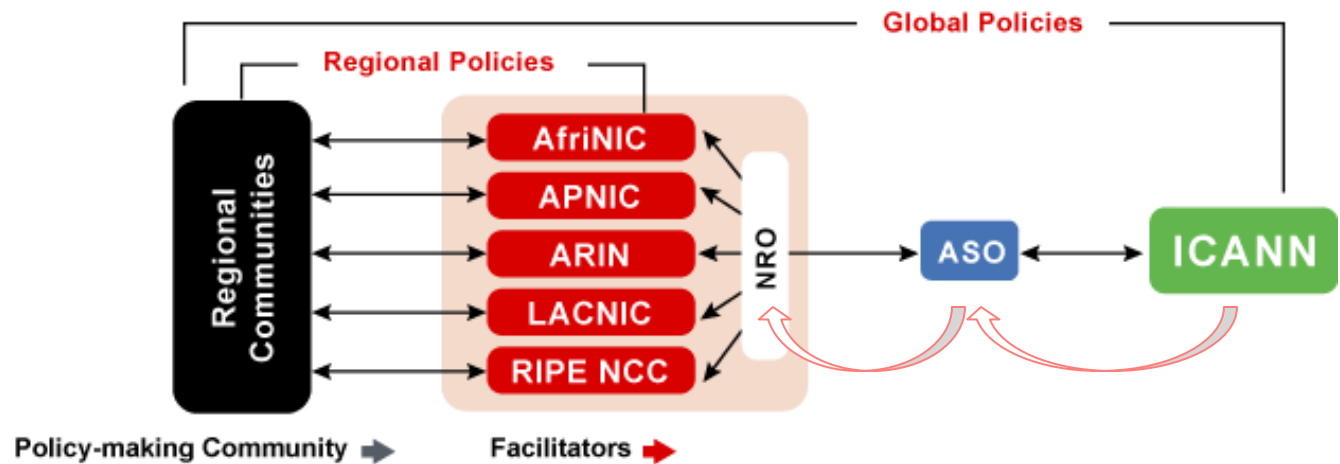 Global Policies
Regional Policies
Regional
Communities
AfriNIC
APNIC
ARIN
LACNIC
RIPE NCC
NRO
ASO
ICANN
Policy-making Community
Facilitators